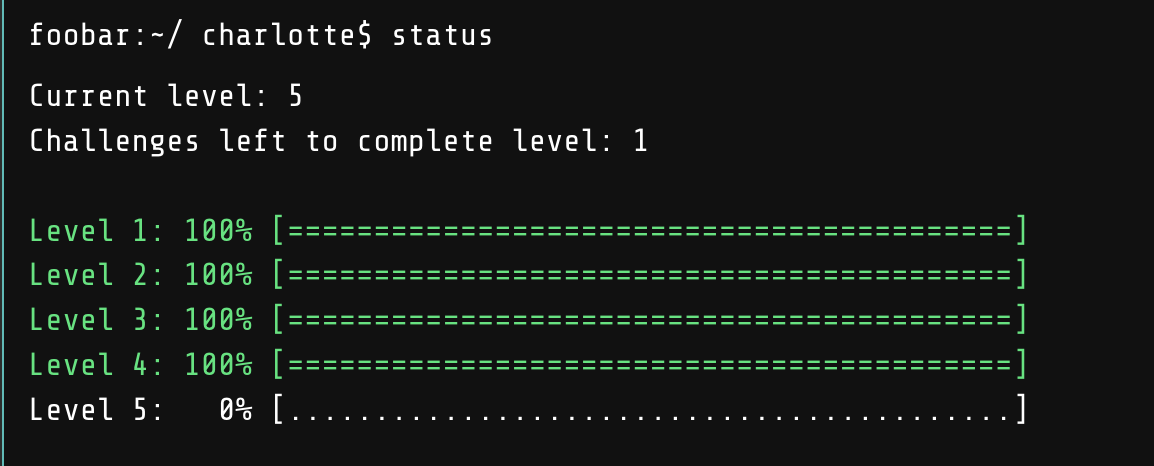 foobar:~/ charlotte$ status
Current level: 5
Challenges left to complete level: 1
Level 1: 100% [==========================================]
Level 2: 100% [==========================================]
Level 3: 100% [==========================================]
Level 4: 100% [==========================================]
Level 5:   0% [..........................................]